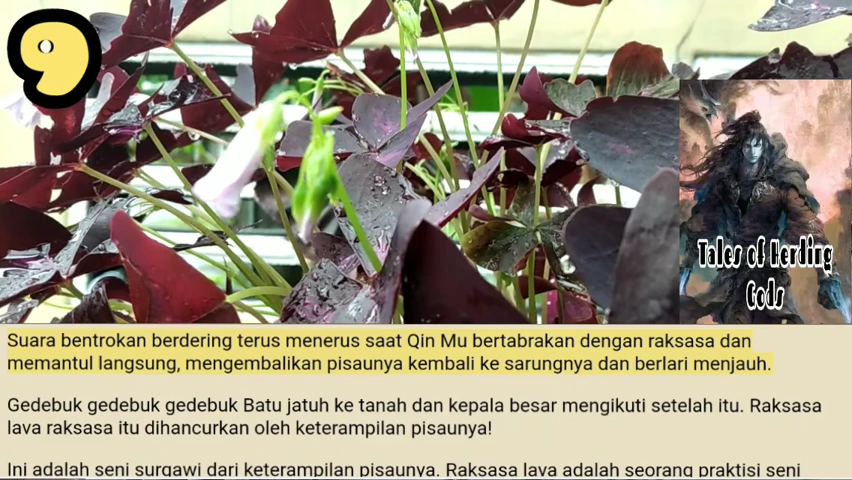 9
Tales of Herding
Gods
Suara bentrokan berdering terus menerus saat Qin Mu bertabrakan dengan raksasa dan
memantul langsung, mengembalikan pisaunya kembali ke sarungnya dan berlari menjauh.
Gedebuk gedebuk gedebuk Batu jatuh ke tanah dan kepala besar mengikuti setelah itu. Raksasa
lava raksasa itu dihancurkan oleh keterampilan pisaunya!
Ini adalah seni surgawi dari keterampilan pisaunya. Raksasa lava adalah seorang praktisi seni